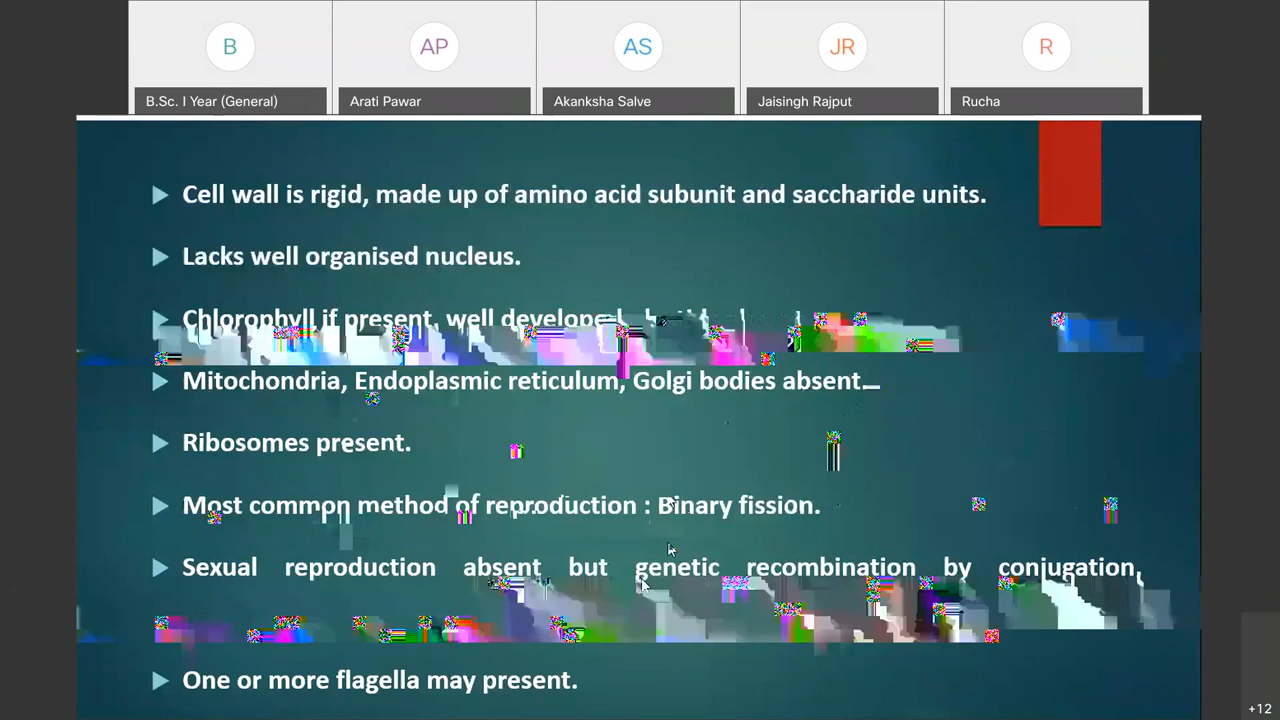 B AP AS JR R
B.Sc. I Year (General) Arati Pawar Akanksha Salve Jaisingh Rajput Rucha
Cell wall is rigid, made up of amino acid subunit and saccharide units.
Lacks well organised nucleus.
Chlorophyll if present, well developed
Mitochondria, Endoplasmic reticulum, Golgi bodies absent
Ribosomes present.
Most common method of reproduction : Binary fission.
Sexual reproduction absent but genetic recombination by conjugation,
One or more flagella may present.
+12